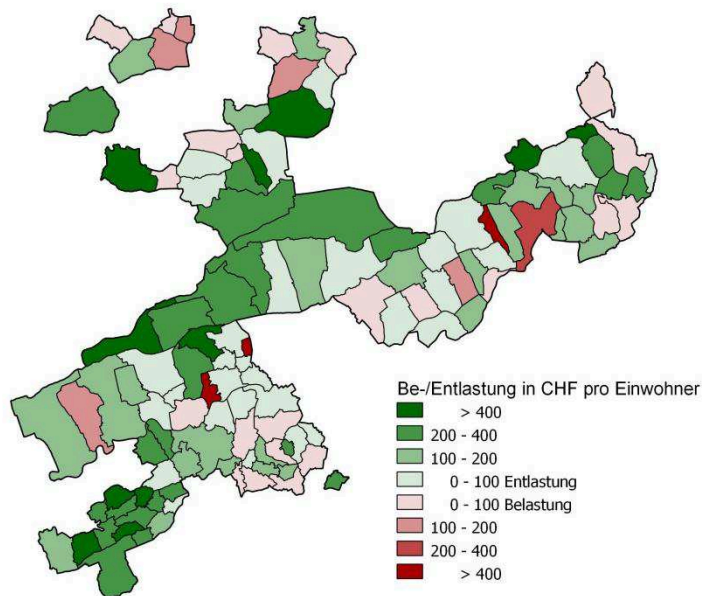 Be-/Entlastung in CHF pro Einwohner
> 400
200 - 400
100 - 200
0 - 100 Entlastung
0 - 100 Belastung
100 - 200
200 - 400
> 400